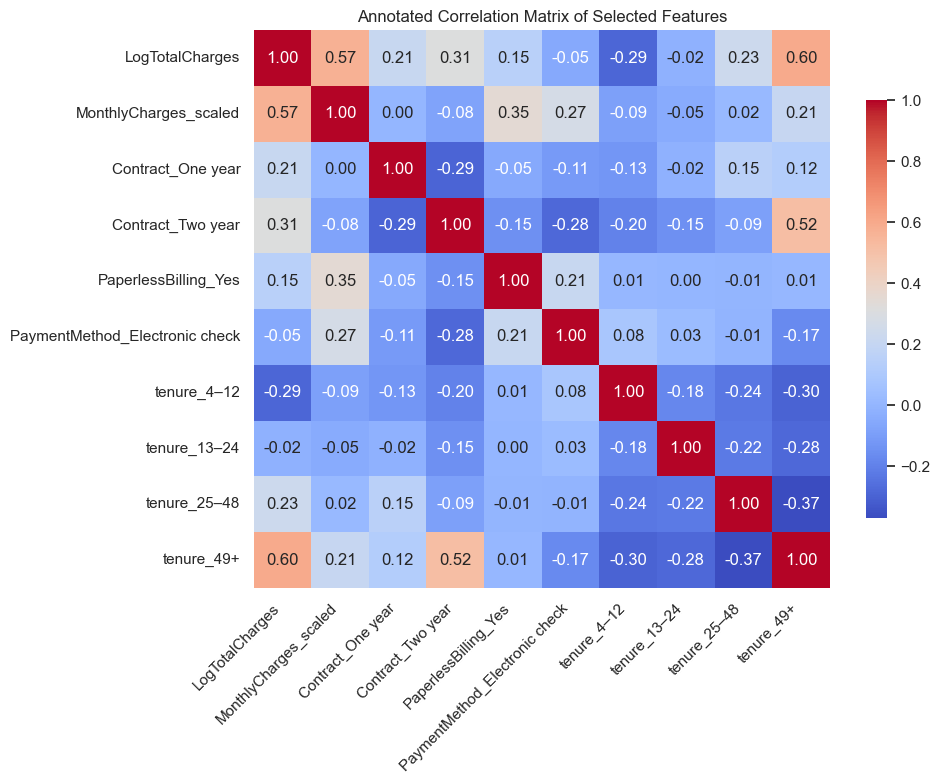 Annotated Correlation Matrix of Selected Features
LogTotalCharges 1.00 0.57 0.21 0.31 0.15 -0.05 -0.29 -0.02 0.23 0.60
MonthlyCharges_scaled 0.57 1.00 0.00 -0.08 0.35 0.27 -0.09 -0.05 0.02 0.21
Contract_One year 0.21 0.00 1.00 -0.29 -0.05 -0.11 -0.13 -0.02 0.15 0.12
Contract_Two year 0.31 -0.08 -0.29 1.00 -0.15 -0.28 -0.20 -0.15 -0.09 0.52
PaperlessBilling_Yes 0.15 0.35 -0.05 -0.15 1.00 0.21 0.01 0.00 -0.01 0.01
PaymentMethod_Electronic check -0.05 0.27 -0.11 -0.28 0.21 1.00 0.08 0.03 -0.01 -0.17
tenure_4–12 -0.29 -0.09 -0.13 -0.20 0.01 0.08 1.00 -0.18 -0.24 -0.30
tenure_13–24 -0.02 -0.05 -0.02 -0.15 0.00 0.03 -0.18 1.00 -0.22 -0.28
tenure_25–48 0.23 0.02 0.15 -0.09 -0.01 -0.01 -0.24 -0.22 1.00 -0.37
tenure_49+ 0.60 0.21 0.12 0.52 0.01 -0.17 -0.30 -0.28 -0.37 1.00
LogTotalCharges
MonthlyCharges_scaled
Contract_One year
Contract_Two year
PaperlessBilling_Yes
PaymentMethod_Electronic check
tenure_4–12
tenure_13–24
tenure_25–48
tenure_49+
1.0
0.8
0.6
0.4
0.2
0.0
−0.2